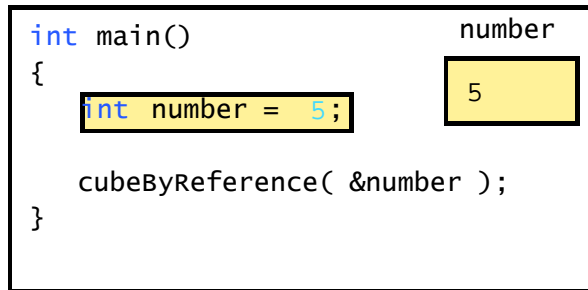 int main()
number
{
5
int number = 5;
cubeByReference( &number );
}